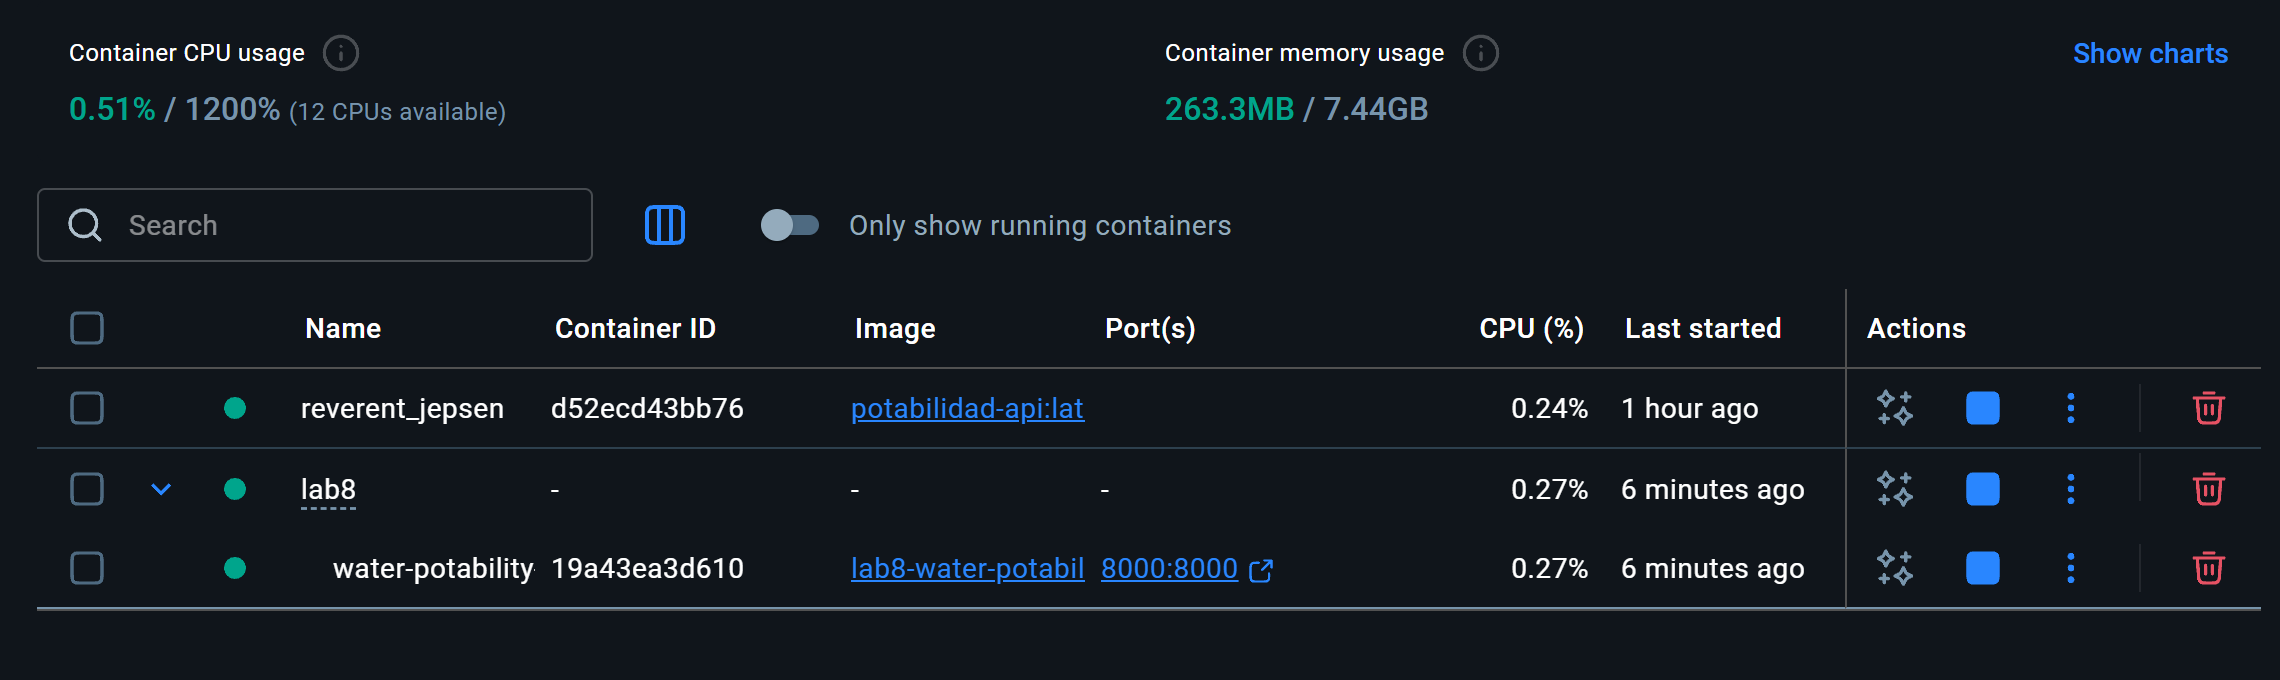 Container CPU usage
Container memory usage
Show charts
0.51% / 1200% (12 CPUs available)
263.3MB / 7.44GB
Search
Only show running containers
Name Container ID Image Port(s) CPU (%) Last started Actions
reverent_jepsen d52ecd43bb76 potabilidad-api:lat 0.24% 1 hour ago
lab8 - - - 0.27% 6 minutes ago
water-potability- 19a43ea3d610 lab8-water-potabil 8000:8000 0.27% 6 minutes ago